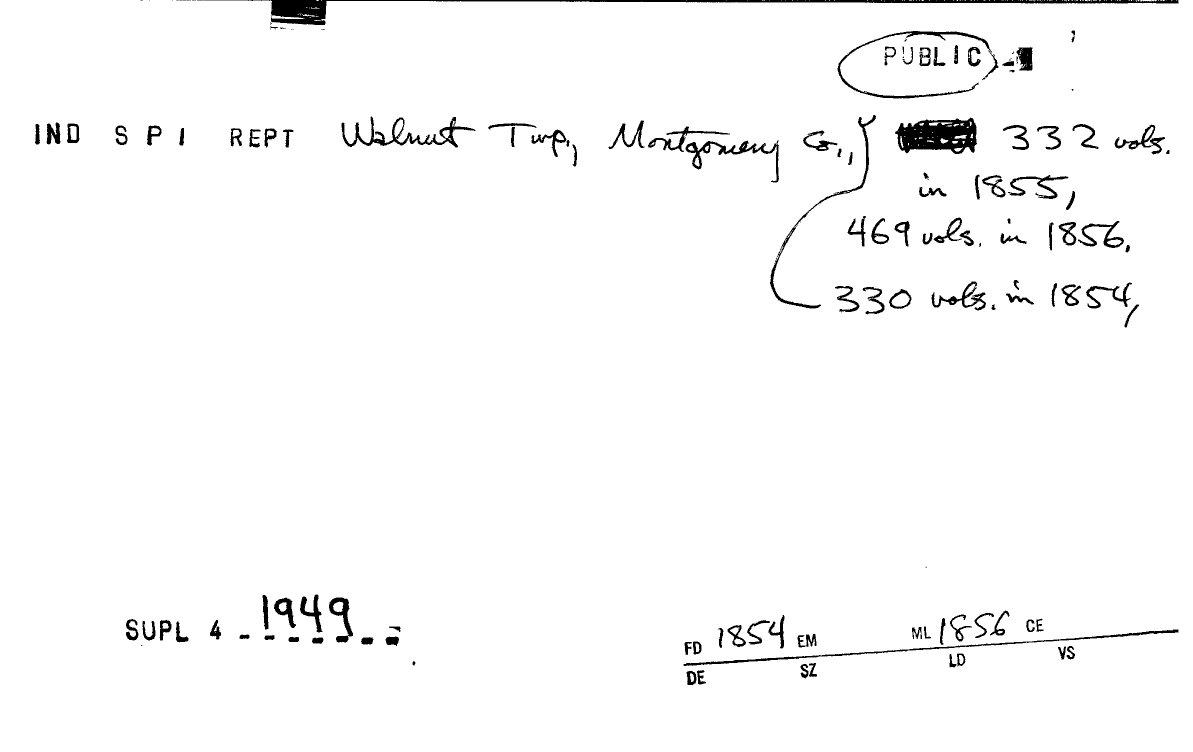 PUBLIC
IND S P I REPT Walnut Twp., Montgomery Co., 332 vols.
in 1855,
469 vols. in 1856.
330 vols. in 1854,
SUPL 4 1949
FD 1854 EM ML 1856 CE
DE SZ LD VS